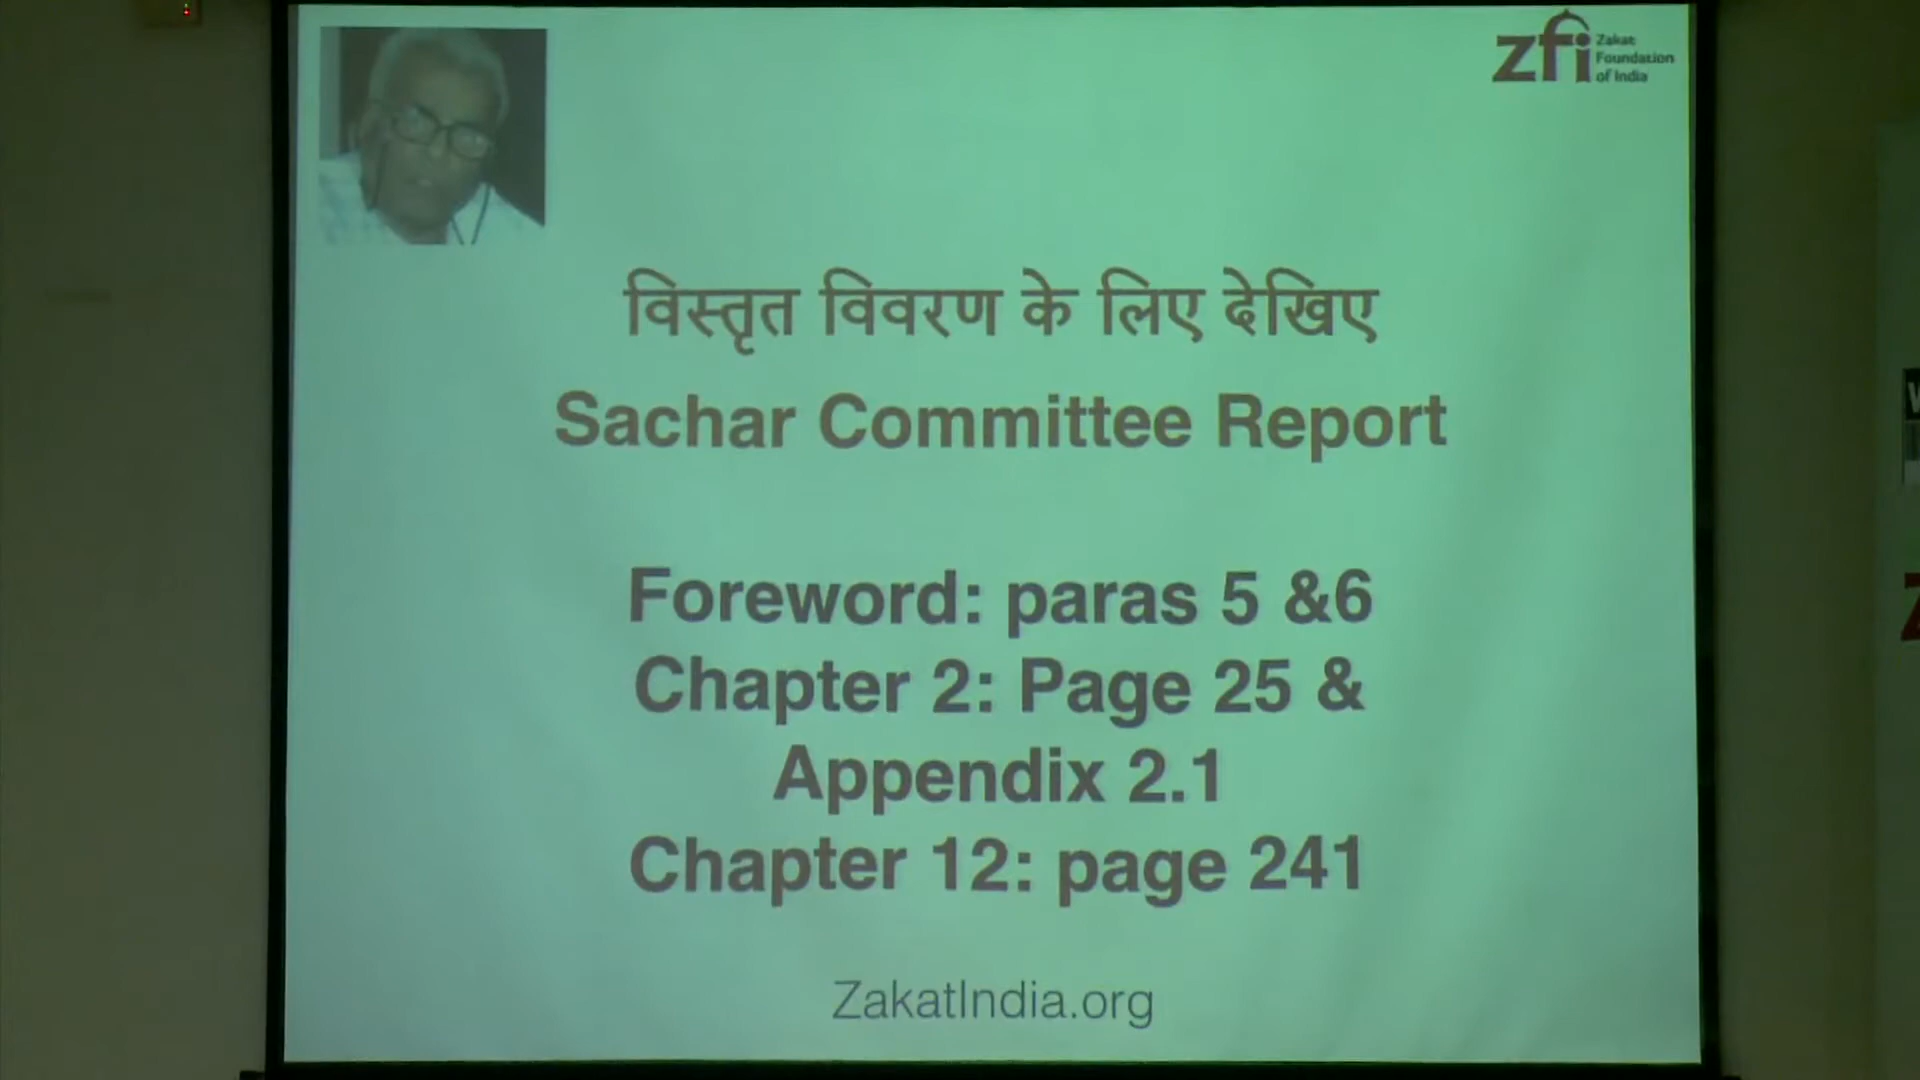 zfi
Zakat
Foundation
of India
विस्तृत विवरण के लिए देखिए
Sachar Committee Report
Foreword: paras 5 &6
Chapter 2: Page 25 &
Appendix 2.1
Chapter 12: page 241
ZakatIndia.org